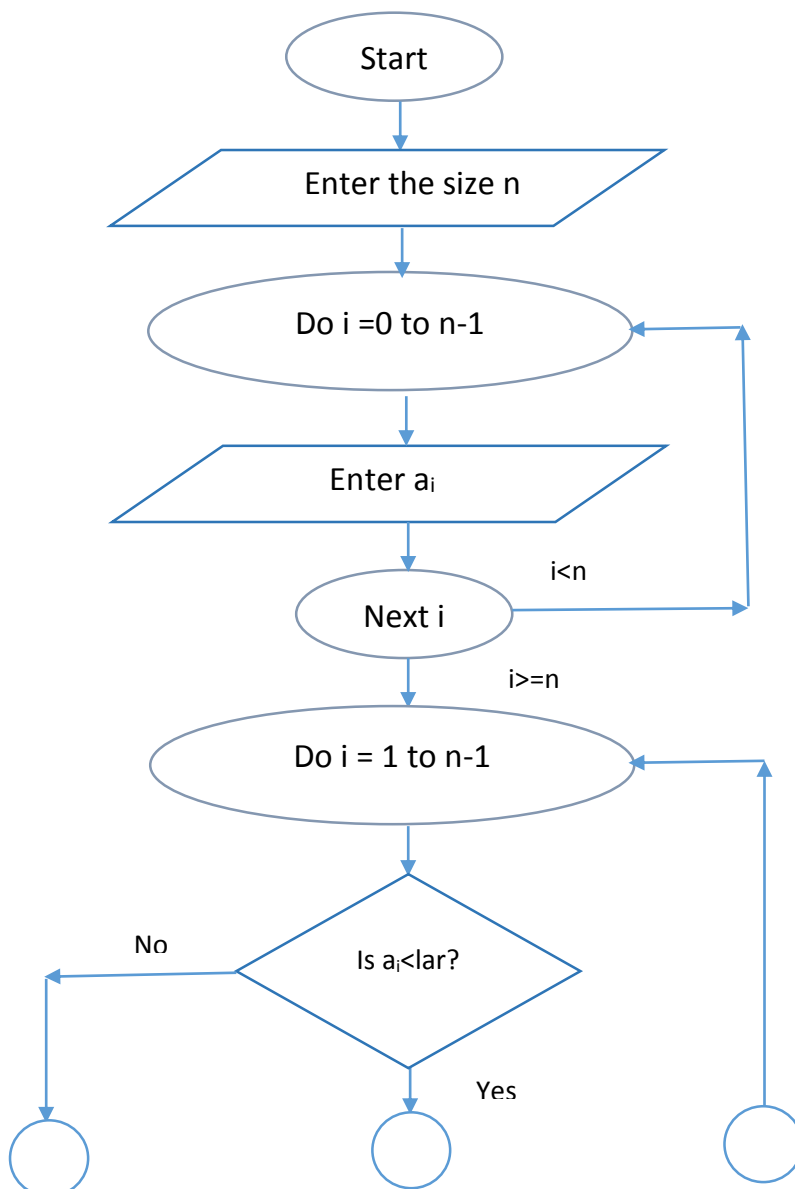 Start
Enter the size n
Do i =0 to n-1
Enter aᵢ
i<n
Next i
i>=n
Do i = 1 to n-1
No
Is aᵢ<lar?
Yes